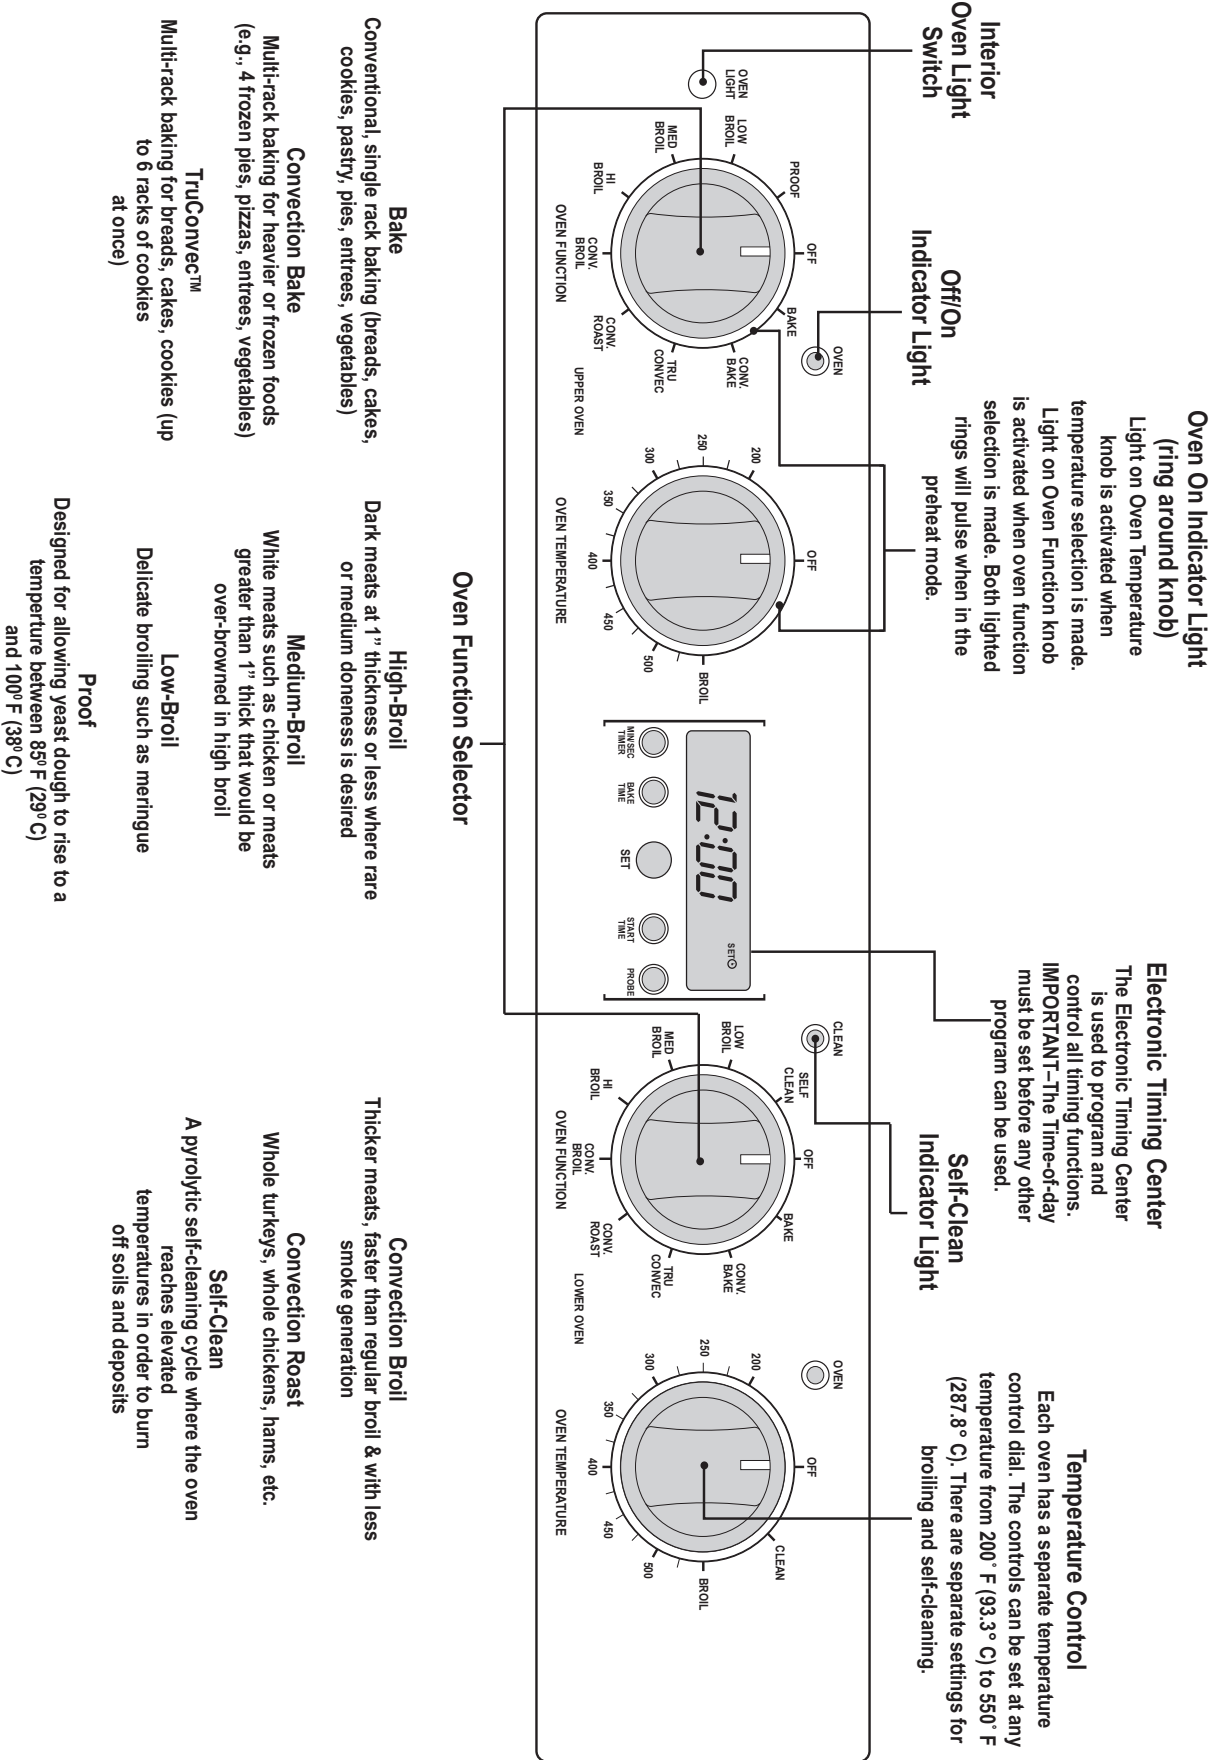 Interior
Oven Light
Switch
Off/On
Indicator Light
Oven On Indicator Light
(ring around knob)
Light on Oven Temperature
knob is activated when
temperature selection is made.
Light on Oven Function knob
is activated when oven function
selection is made. Both lighted
rings will pulse when in the
preheat mode.
Electronic Timing Center
The Electronic Timing Center
is used to program and
control all timing functions.
IMPORTANT–The Time-of-day
must be set before any other
program can be used.
Self-Clean
Indicator Light
Temperature Control
Each oven has a separate temperature
control dial. The controls can be set at any
temperature from 200° F (93.3° C) to 550° F
(287.8° C). There are separate settings for
broiling and self-cleaning.
OVEN
LIGHT
OFF
BAKE
CONV.
BAKE
TRU
CONVEC
CONV.
ROAST
CONV.
BROIL
HI
BROIL
MED
BROIL
LOW
BROIL
PROOF
OVEN FUNCTION
OVEN
UPPER OVEN
OFF
200
250
300
350
400
450
500
BROIL
OVEN TEMPERATURE
12:00
SET
MIN/SEC
TIMER
BAKE
TIME
SET
START
TIME
PROBE
CLEAN
OFF
BAKE
CONV.
BAKE
TRU
CONVEC
CONV.
ROAST
CONV.
BROIL
HI
BROIL
MED
BROIL
LOW
BROIL
SELF
CLEAN
OVEN FUNCTION
LOWER OVEN
OVEN
OFF
200
250
300
350
400
450
500
BROIL
CLEAN
OVEN TEMPERATURE
Oven Function Selector
Bake
Conventional, single rack baking (breads, cakes,
cookies, pastry, pies, entrees, vegetables)
Convection Bake
Multi-rack baking for heavier or frozen foods
(e.g., 4 frozen pies, pizzas, entrees, vegetables)
TruConvec™
Multi-rack baking for breads, cakes, cookies (up
to 6 racks of cookies
at once)
High-Broil
Dark meats at 1” thickness or less where rare
or medium doneness is desired
Medium-Broil
White meats such as chicken or meats
greater than 1” thick that would be
over-browned in high broil
Low-Broil
Delicate broiling such as meringue
Proof
Designed for allowing yeast dough to rise to a
temperture between 85⁰ F (29⁰ C)
and 100⁰ F (38⁰ C)
Convection Broil
Thicker meats, faster than regular broil & with less
smoke generation
Convection Roast
Whole turkeys, whole chickens, hams, etc.
Self-Clean
A pyrolytic self-cleaning cycle where the oven
reaches elevated
temperatures in order to burn
off soils and deposits